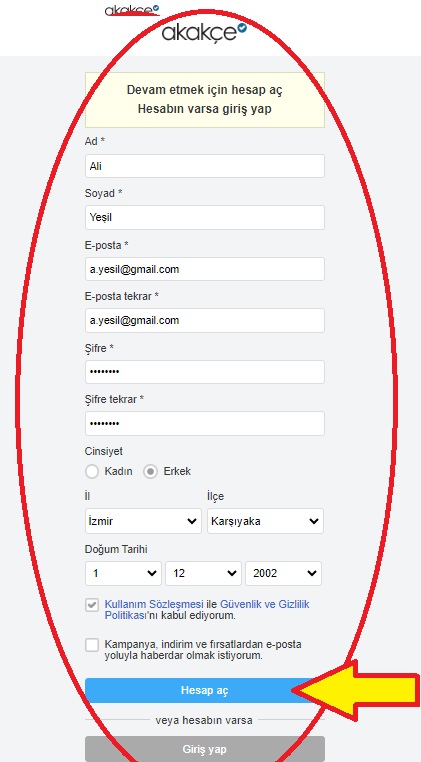 akakçe
akakçe
Devam etmek için hesap aç
Hesabın varsa giriş yap
Ad *
Ali
Soyad *
Yeşil
E-posta *
a.yesil@gmail.com
E-posta tekrar *
a.yesil@gmail.com
Şifre *
••••••••
Şifre tekrar *
••••••••
Cinsiyet
Kadın Erkek
İl İlçe
İzmir Karşıyaka
Doğum Tarihi
1 12 2002
Kullanım Sözleşmesi ile Güvenlik ve Gizlilik
Politikası'nı kabul ediyorum.
Kampanya, indirim ve fırsatlardan e-posta
yoluyla haberdar olmak istiyorum.
Hesap aç
veya hesabın varsa
Giriş yap